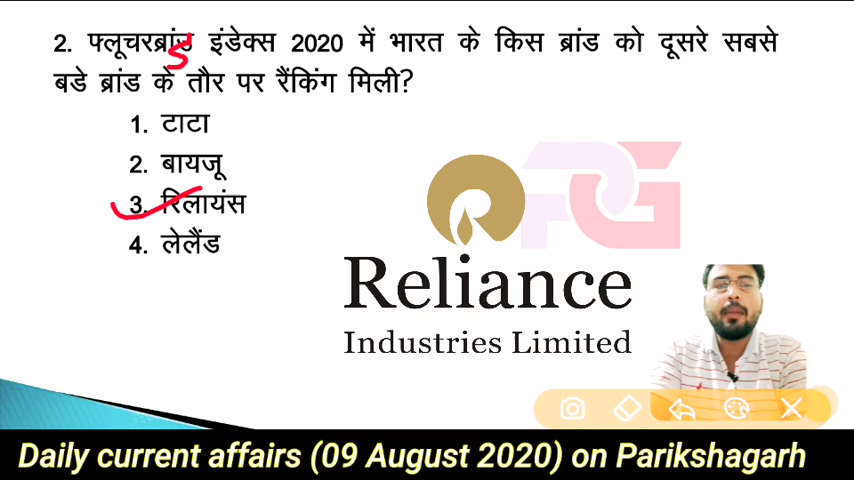 2. फ्लूचरब्रांड इंडेक्स 2020 में भारत के किस ब्रांड को दूसरे सबसे
बडे ब्रांड के तौर पर रैंकिंग मिली?
1. टाटा
2. बायजू
3. रिलायंस
4. लेलैंड
PG
Reliance
Industries Limited
Daily current affairs (09 August 2020) on Parikshagarh